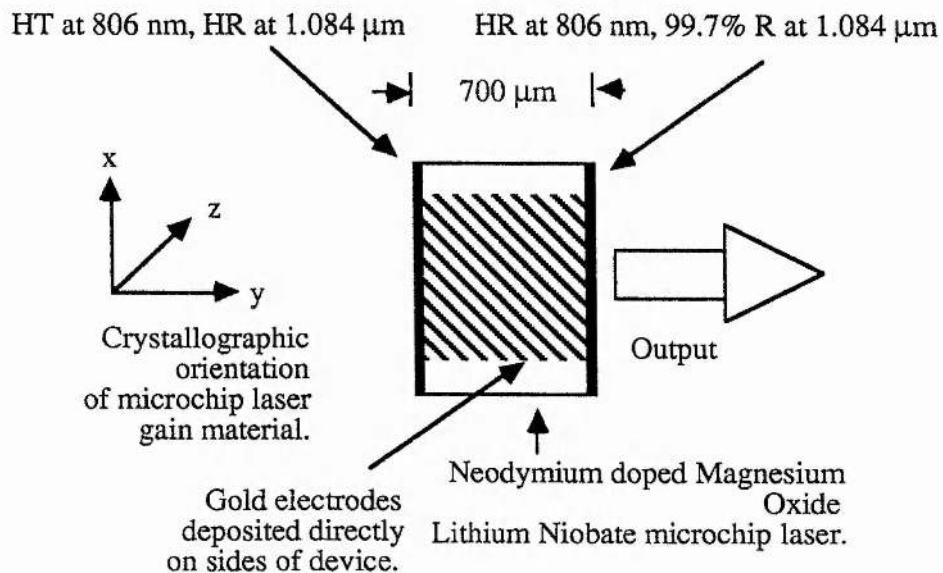 HT at 806 nm, HR at 1.084 μm
HR at 806 nm, 99.7% R at 1.084 μm
700 μm
x
z
y
Crystallographic
orientation
of microchip laser
gain material.
Output
Gold electrodes
deposited directly
on sides of device.
Neodymium doped Magnesium
Oxide
Lithium Niobate microchip laser.